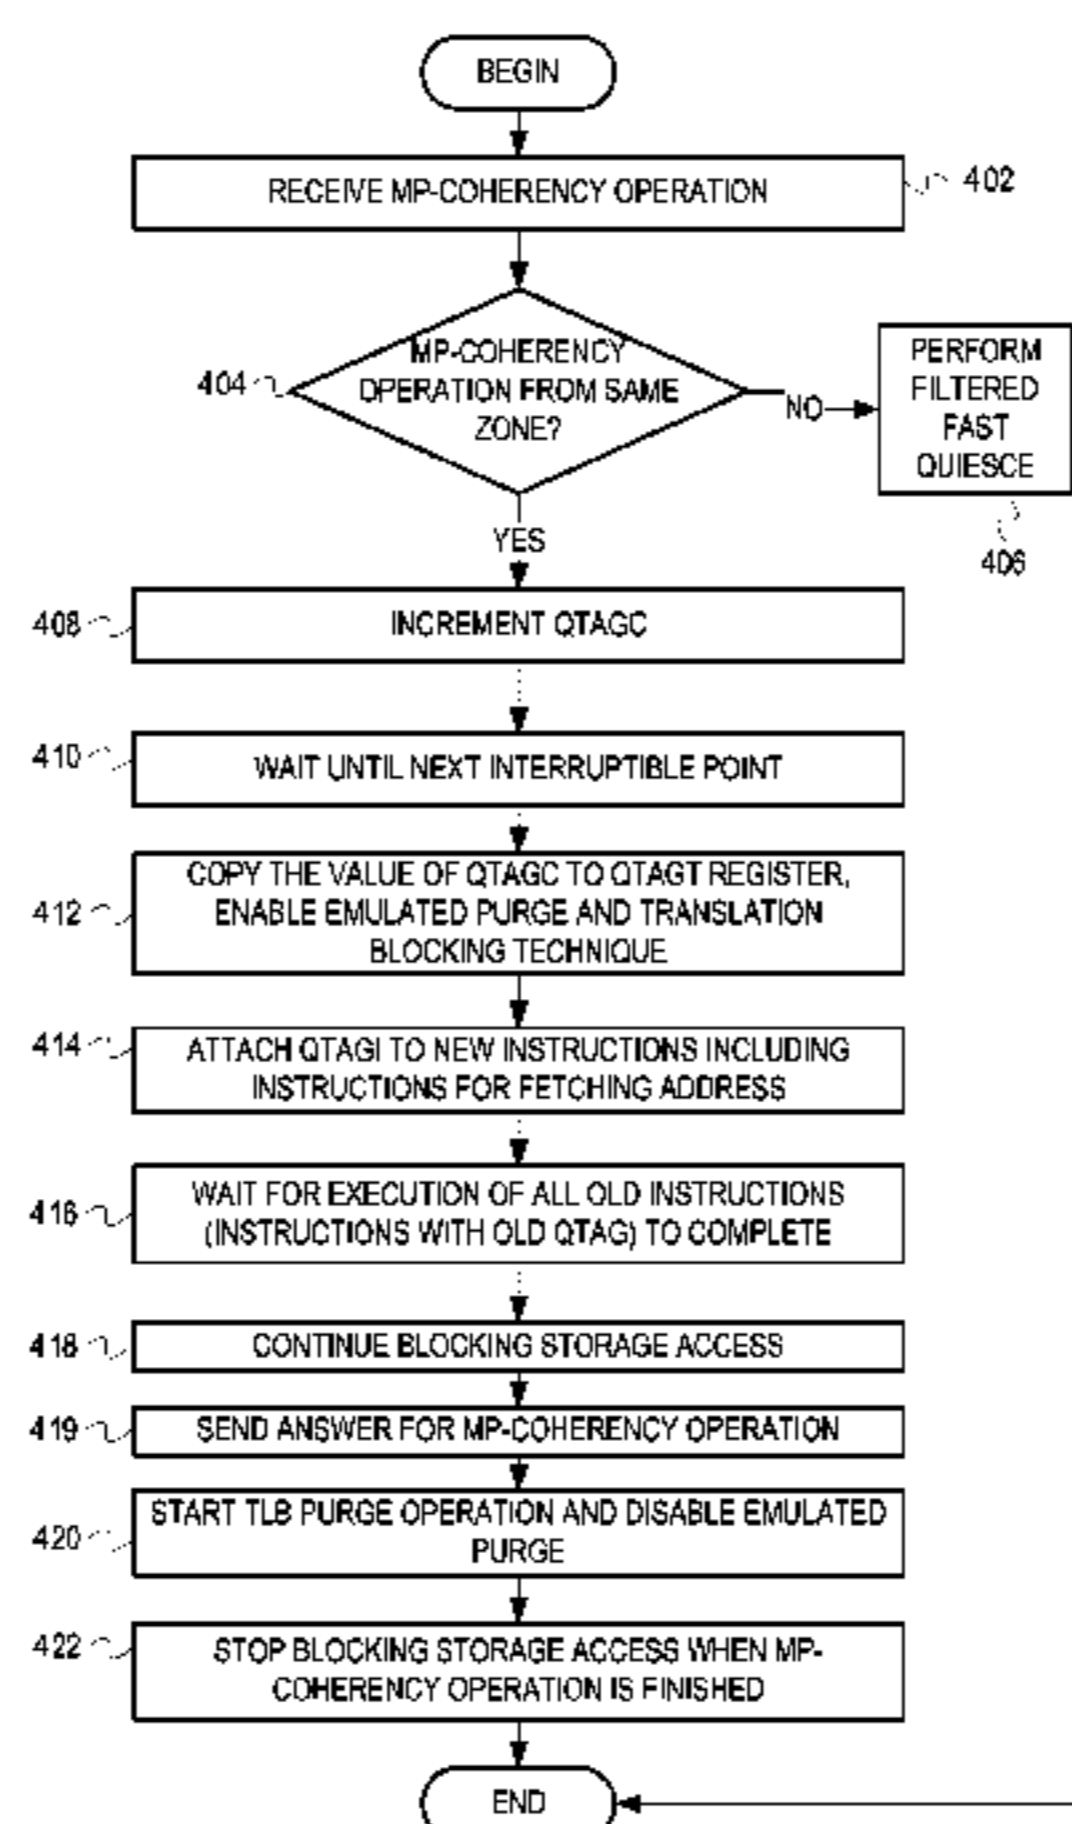 BEGIN
RECEIVE MP-COHERENCY OPERATION
402
MP-COHERENCY
OPERATION FROM SAME
ZONE?
404
NO
PERFORM
FILTERED
FAST
QUIESCE
406
YES
408
INCREMENT QTAGC
410
WAIT UNTIL NEXT INTERRUPTIBLE POINT
412
COPY THE VALUE OF QTAGC TO QTAGT REGISTER,
ENABLE EMULATED PURGE AND TRANSLATION
BLOCKING TECHNIQUE
414
ATTACH QTAGI TO NEW INSTRUCTIONS INCLUDING
INSTRUCTIONS FOR FETCHING ADDRESS
416
WAIT FOR EXECUTION OF ALL OLD INSTRUCTIONS
(INSTRUCTIONS WITH OLD QTAG) TO COMPLETE
418
CONTINUE BLOCKING STORAGE ACCESS
419
SEND ANSWER FOR MP-COHERENCY OPERATION
420
START TLB PURGE OPERATION AND DISABLE EMULATED
PURGE
422
STOP BLOCKING STORAGE ACCESS WHEN MP-
COHERENCY OPERATION IS FINISHED
END